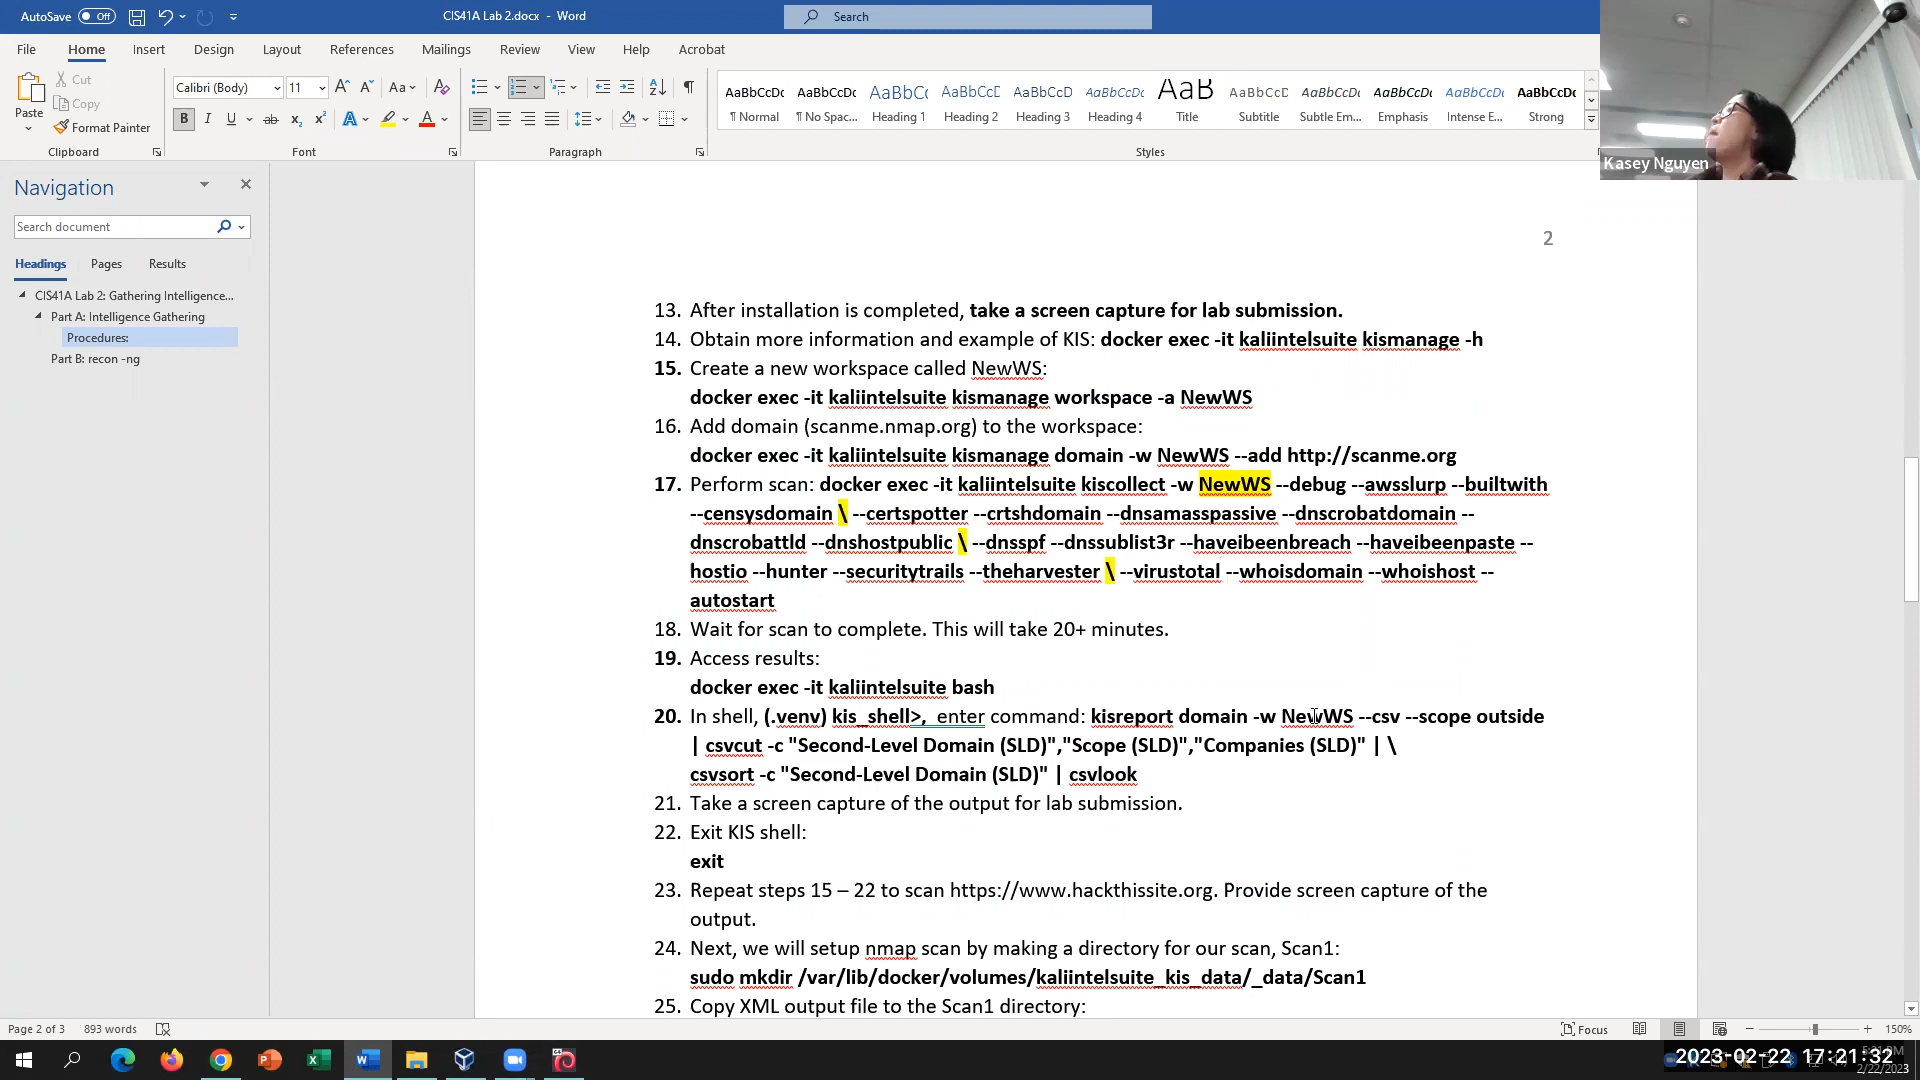 AutoSave Off CIS41A Lab 2.docx - Word Search
File Home Insert Design Layout References Mailings Review View Help Acrobat
Cut
Copy
Paste
Format Painter
Calibri (Body) 11
Clipboard Font Paragraph Styles
AaBbCcDc AaBbCcDc AaBbC( AaBbCcD AaBbCcD AaBbCcDc AaB AaBbCcD AaBbCcDc AaBbCcDc AaBbCcDc AaBbCcDc
¶ Normal ¶ No Spac... Heading 1 Heading 2 Heading 3 Heading 4 Title Subtitle Subtle Em... Emphasis Intense E... Strong
Kasey Nguyen
Navigation
Search document
Headings Pages Results
CIS41A Lab 2: Gathering Intelligence...
Part A: Intelligence Gathering
Procedures:
Part B: recon -ng
2
13. After installation is completed, take a screen capture for lab submission.
14. Obtain more information and example of KIS: docker exec -it kaliintelsuite kismanage -h
15. Create a new workspace called NewWS:
docker exec -it kaliintelsuite kismanage workspace -a NewWS
16. Add domain (scanme.nmap.org) to the workspace:
docker exec -it kaliintelsuite kismanage domain -w NewWS --add http://scanme.org
17. Perform scan: docker exec -it kaliintelsuite kiscollect -w NewWS --debug --awsslurp --builtwith
--censysdomain \ --certspotter --crtshdomain --dnsamasspassive --dnscrobatdomain --
dnscrobattld --dnshostpublic \ --dnsspf --dnssublist3r --haveibeenbreach --haveibeenpaste --
hostio --hunter --securitytrails --theharvester \ --virustotal --whoisdomain --whoishost --
autostart
18. Wait for scan to complete. This will take 20+ minutes.
19. Access results:
docker exec -it kaliintelsuite bash
20. In shell, (.venv) kis_shell>, enter command: kisreport domain -w NewWS --csv --scope outside
| csvcut -c "Second-Level Domain (SLD)","Scope (SLD)","Companies (SLD)" | \
csvsort -c "Second-Level Domain (SLD)" | csvlook
21. Take a screen capture of the output for lab submission.
22. Exit KIS shell:
exit
23. Repeat steps 15 – 22 to scan https://www.hackthissite.org. Provide screen capture of the
output.
24. Next, we will setup nmap scan by making a directory for our scan, Scan1:
sudo mkdir /var/lib/docker/volumes/kaliintelsuite_kis_data/_data/Scan1
25. Copy XML output file to the Scan1 directory:
Page 2 of 3 893 words Focus 150%
2023-02-22 17:21:32
2/22/2023